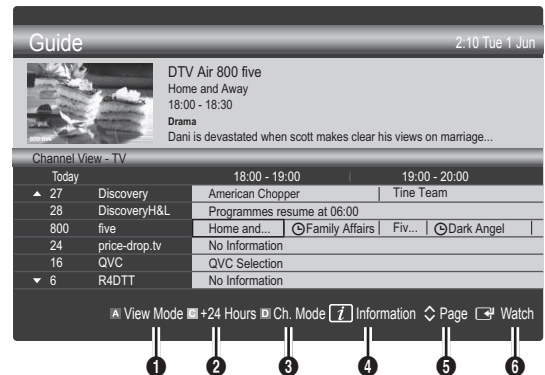 Guide 2:10 Tue 1 Jun
DTV Air 800 five
Home and Away
18:00 - 18:30
Drama
Dani is devastated when scott makes clear his views on marriage...
800 five
Channel View - TV
Today 18:00 - 19:00 19:00 - 20:00
▲ 27 Discovery American Chopper Tine Team
28 DiscoveryH&L Programmes resume at 06:00
800 five Home and... Family Affairs Fiv... Dark Angel
24 price-drop.tv No Information
16 QVC QVC Selection
▼ 6 R4DTT No Information
A View Mode C +24 Hours D Ch. Mode i Information Page Watch
1 2 3 4 5 6